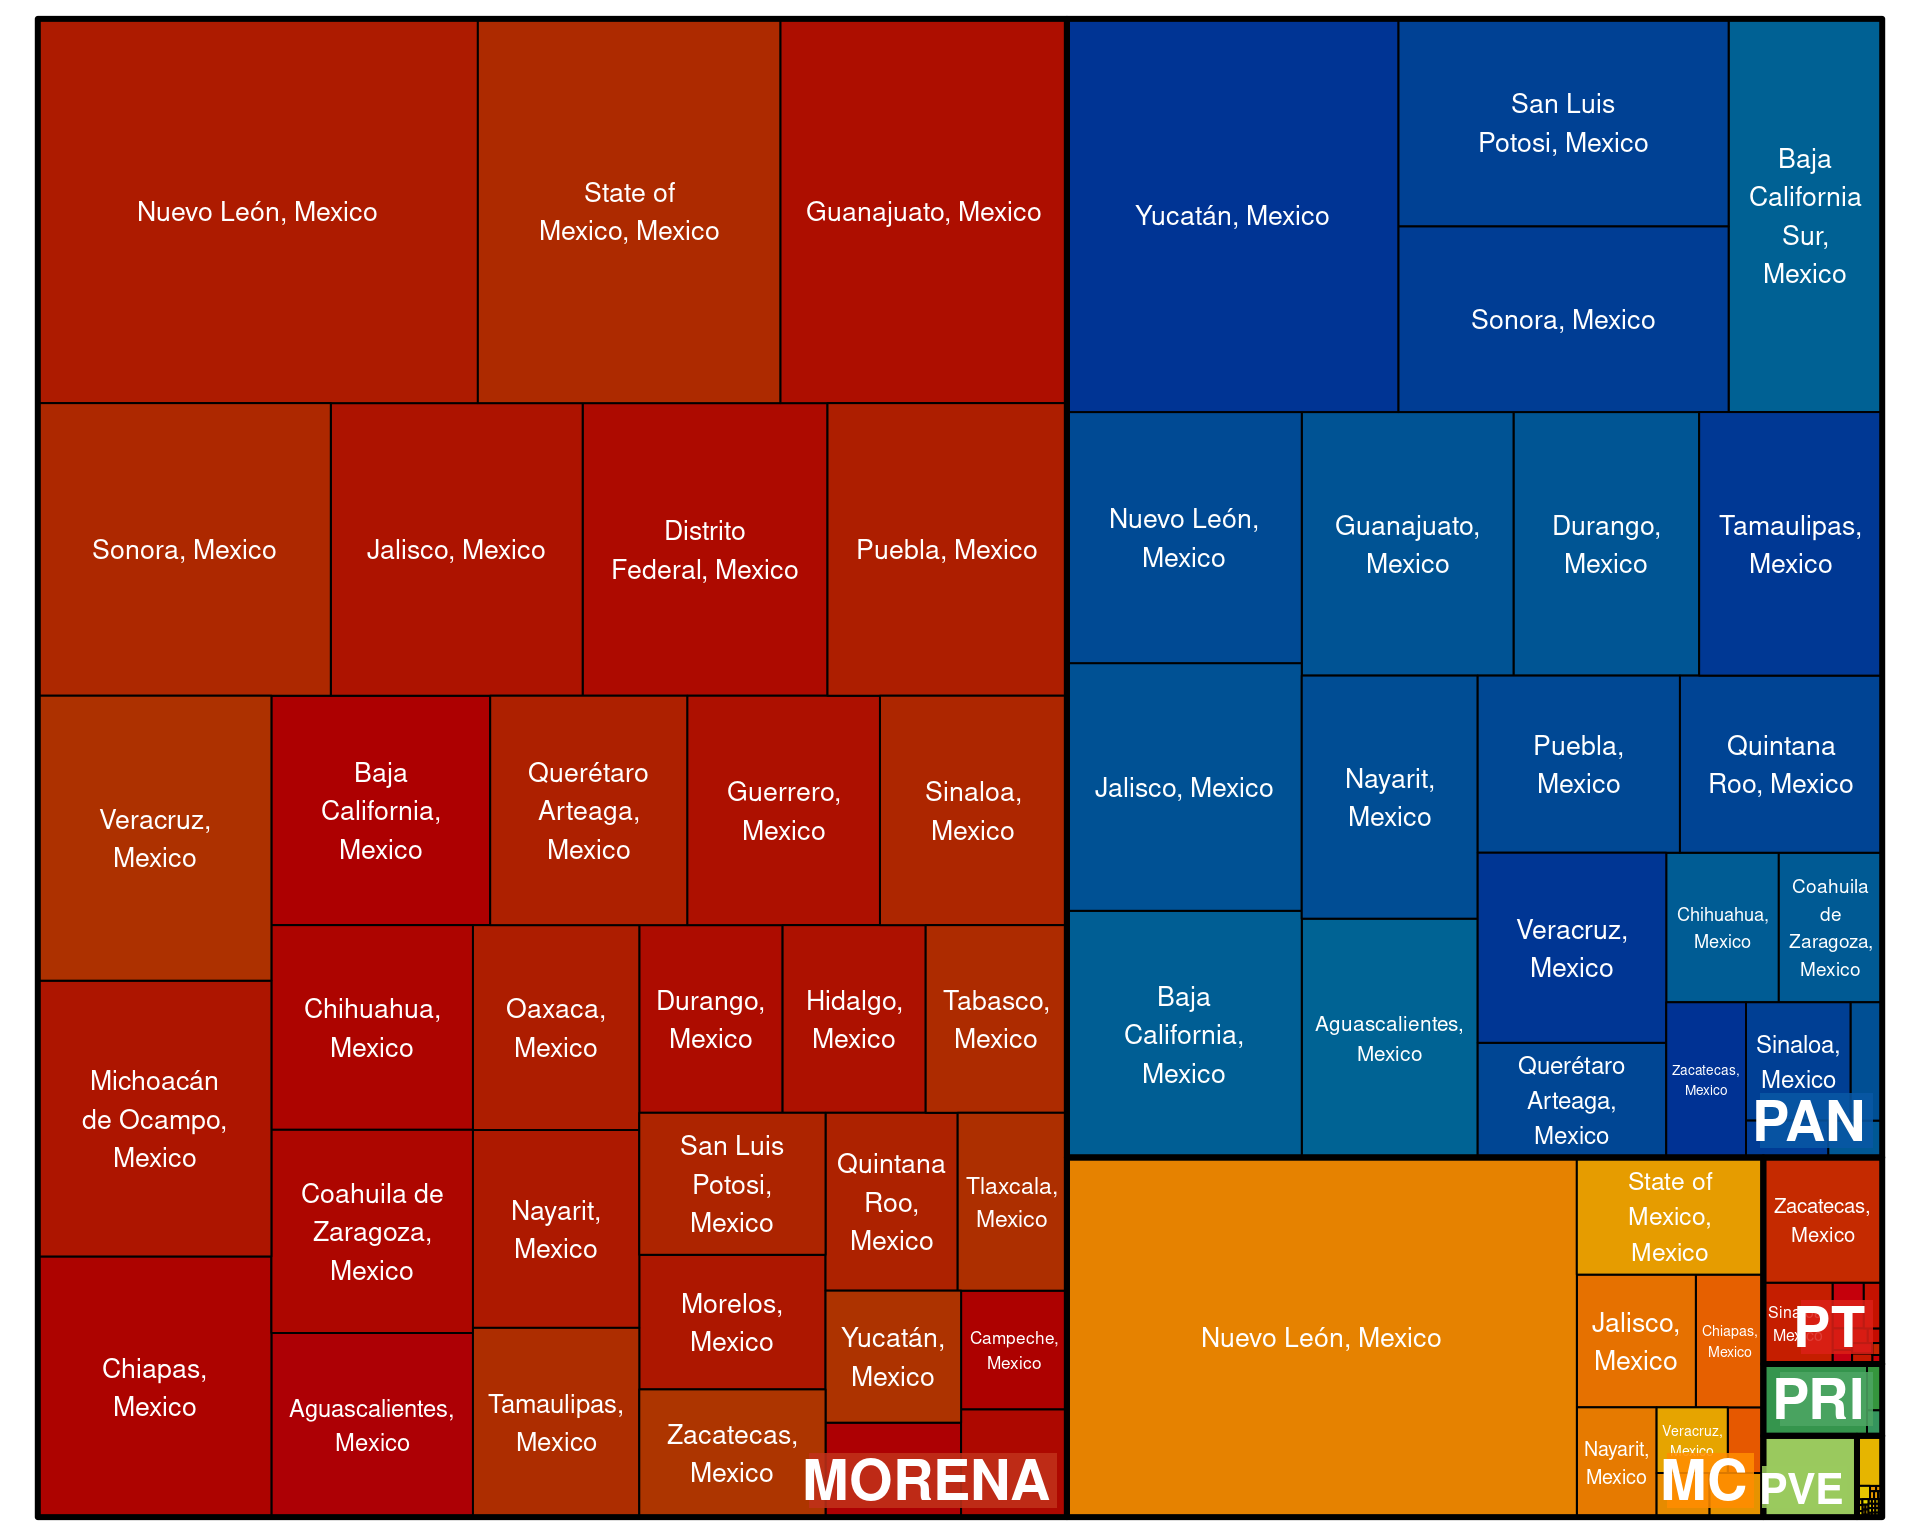 Nuevo León, Mexico
State of
Mexico, Mexico
Guanajuato, Mexico
Sonora, Mexico
Jalisco, Mexico
Distrito
Federal, Mexico
Puebla, Mexico
Veracruz,
Mexico
Baja
California,
Mexico
Querétaro
Arteaga,
Mexico
Guerrero,
Mexico
Sinaloa,
Mexico
Michoacán
de Ocampo,
Mexico
Chihuahua,
Mexico
Oaxaca,
Mexico
Durango,
Mexico
Hidalgo,
Mexico
Tabasco,
Mexico
Chiapas,
Mexico
Coahuila de
Zaragoza,
Mexico
Aguascalientes,
Mexico
Nayarit,
Mexico
Tamaulipas,
Mexico
San Luis
Potosi,
Mexico
Quintana
Roo,
Mexico
Tlaxcala,
Mexico
Morelos,
Mexico
Zacatecas,
Mexico
Yucatán,
Mexico
Campeche,
Mexico
MORENA
Yucatán, Mexico
San Luis
Potosi, Mexico
Sonora, Mexico
Baja
California
Sur,
Mexico
Nuevo León,
Mexico
Guanajuato,
Mexico
Durango,
Mexico
Tamaulipas,
Mexico
Jalisco, Mexico
Nayarit,
Mexico
Puebla,
Mexico
Quintana
Roo, Mexico
Baja
California,
Mexico
Aguascalientes,
Mexico
Veracruz,
Mexico
Querétaro
Arteaga,
Mexico
Chihuahua,
Mexico
Coahuila
de
Zaragoza,
Mexico
Zacatecas,
Mexico
Sinaloa,
Mexico
PAN
Nuevo León, Mexico
State of
Mexico,
Mexico
Jalisco,
Mexico
Chiapas,
Mexico
Nayarit,
Mexico
Veracruz,
Mexico
MC
Zacatecas,
Mexico
PT
PRI
PVE